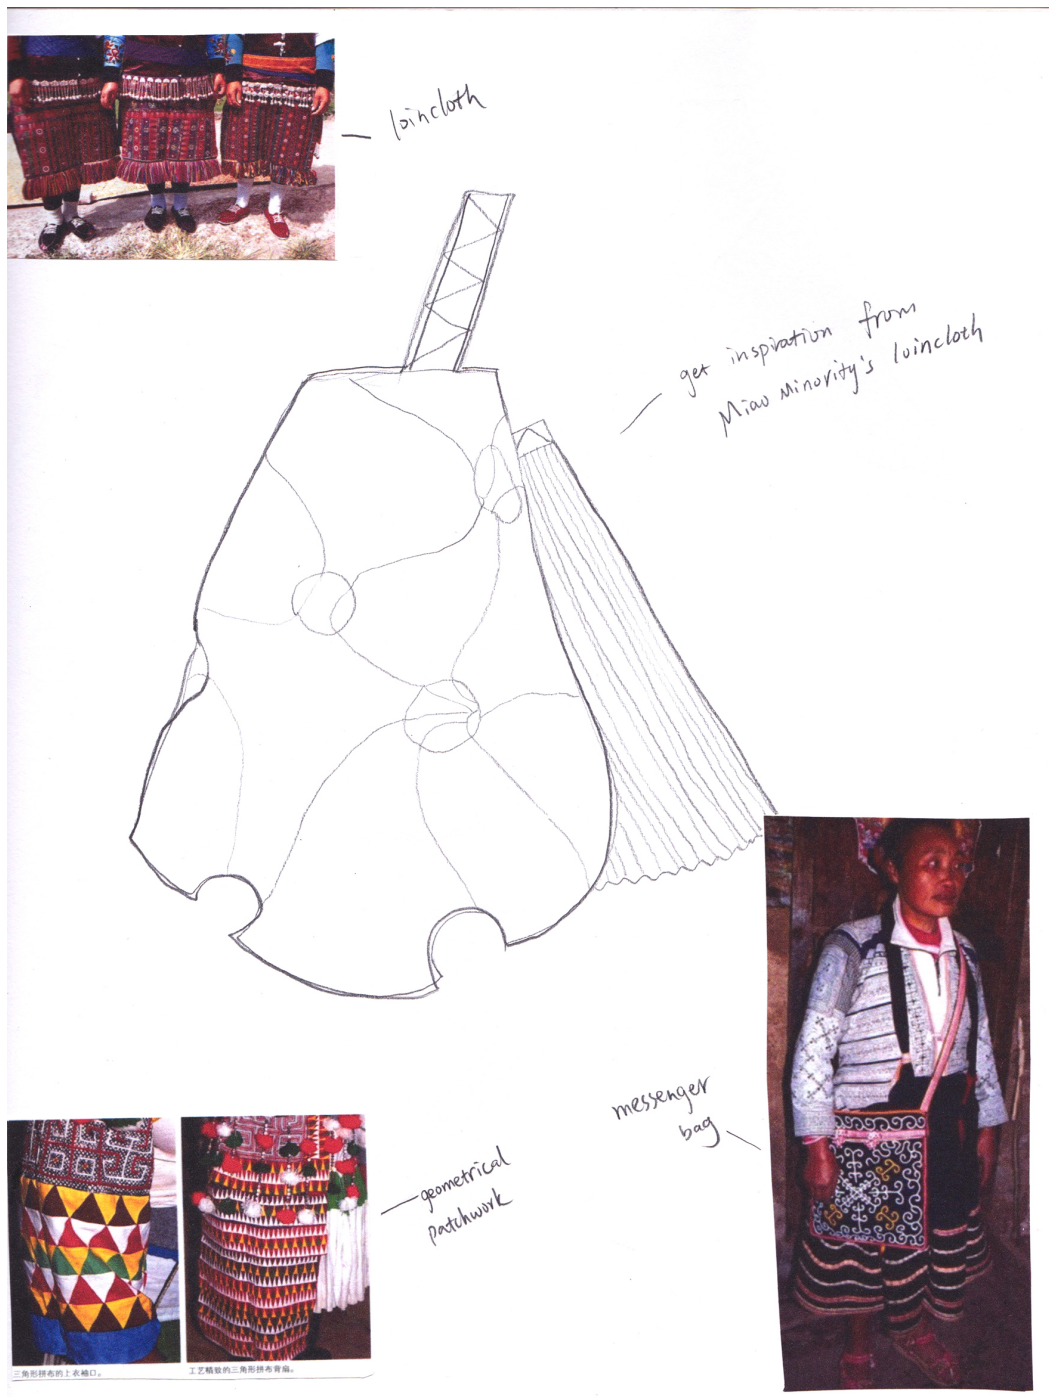 loincloth
get inspiration from
Miao Minority's loincloth
messenger
bag
geometrical
patchwork
三角形拼布的上衣袖口。
工艺精致的三角形拼布背扇。